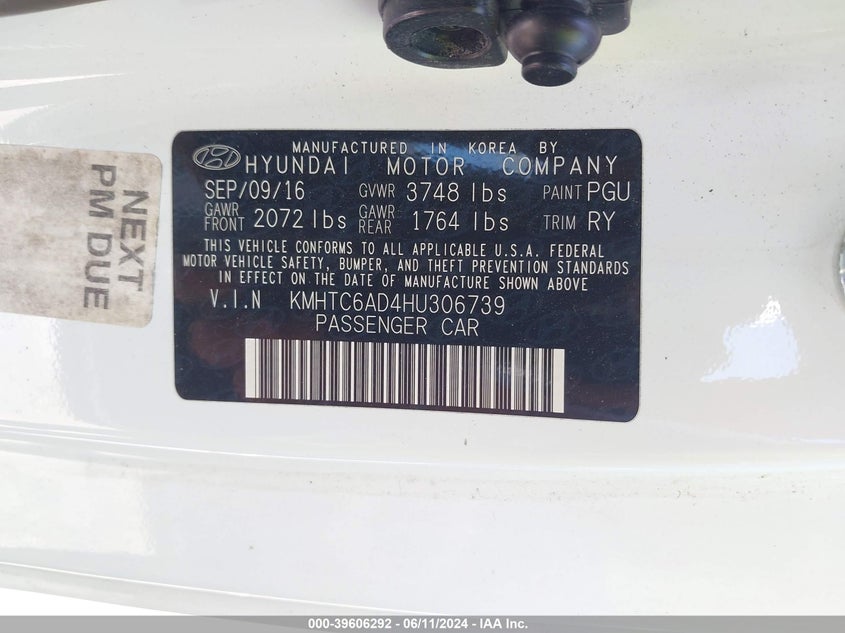 MANUFACTURED IN KOREA BY
HYUNDAI MOTOR COMPANY
SEP/09/16 GVWR 3748 lbs PAINT PGU
GAWR FRONT 2072 lbs GAWR REAR 1764 lbs TRIM RY
THIS VEHICLE CONFORMS TO ALL APPLICABLE U.S.A. FEDERAL
MOTOR VEHICLE SAFETY, BUMPER, AND THEFT PREVENTION STANDARDS
IN EFFECT ON THE DATE OF MANUFACTURE SHOWN ABOVE
V.I.N KMHTC6AD4HU306739
PASSENGER CAR
NEXT
PM DUE
000-39606292 - 06/11/2024 - IAA Inc.